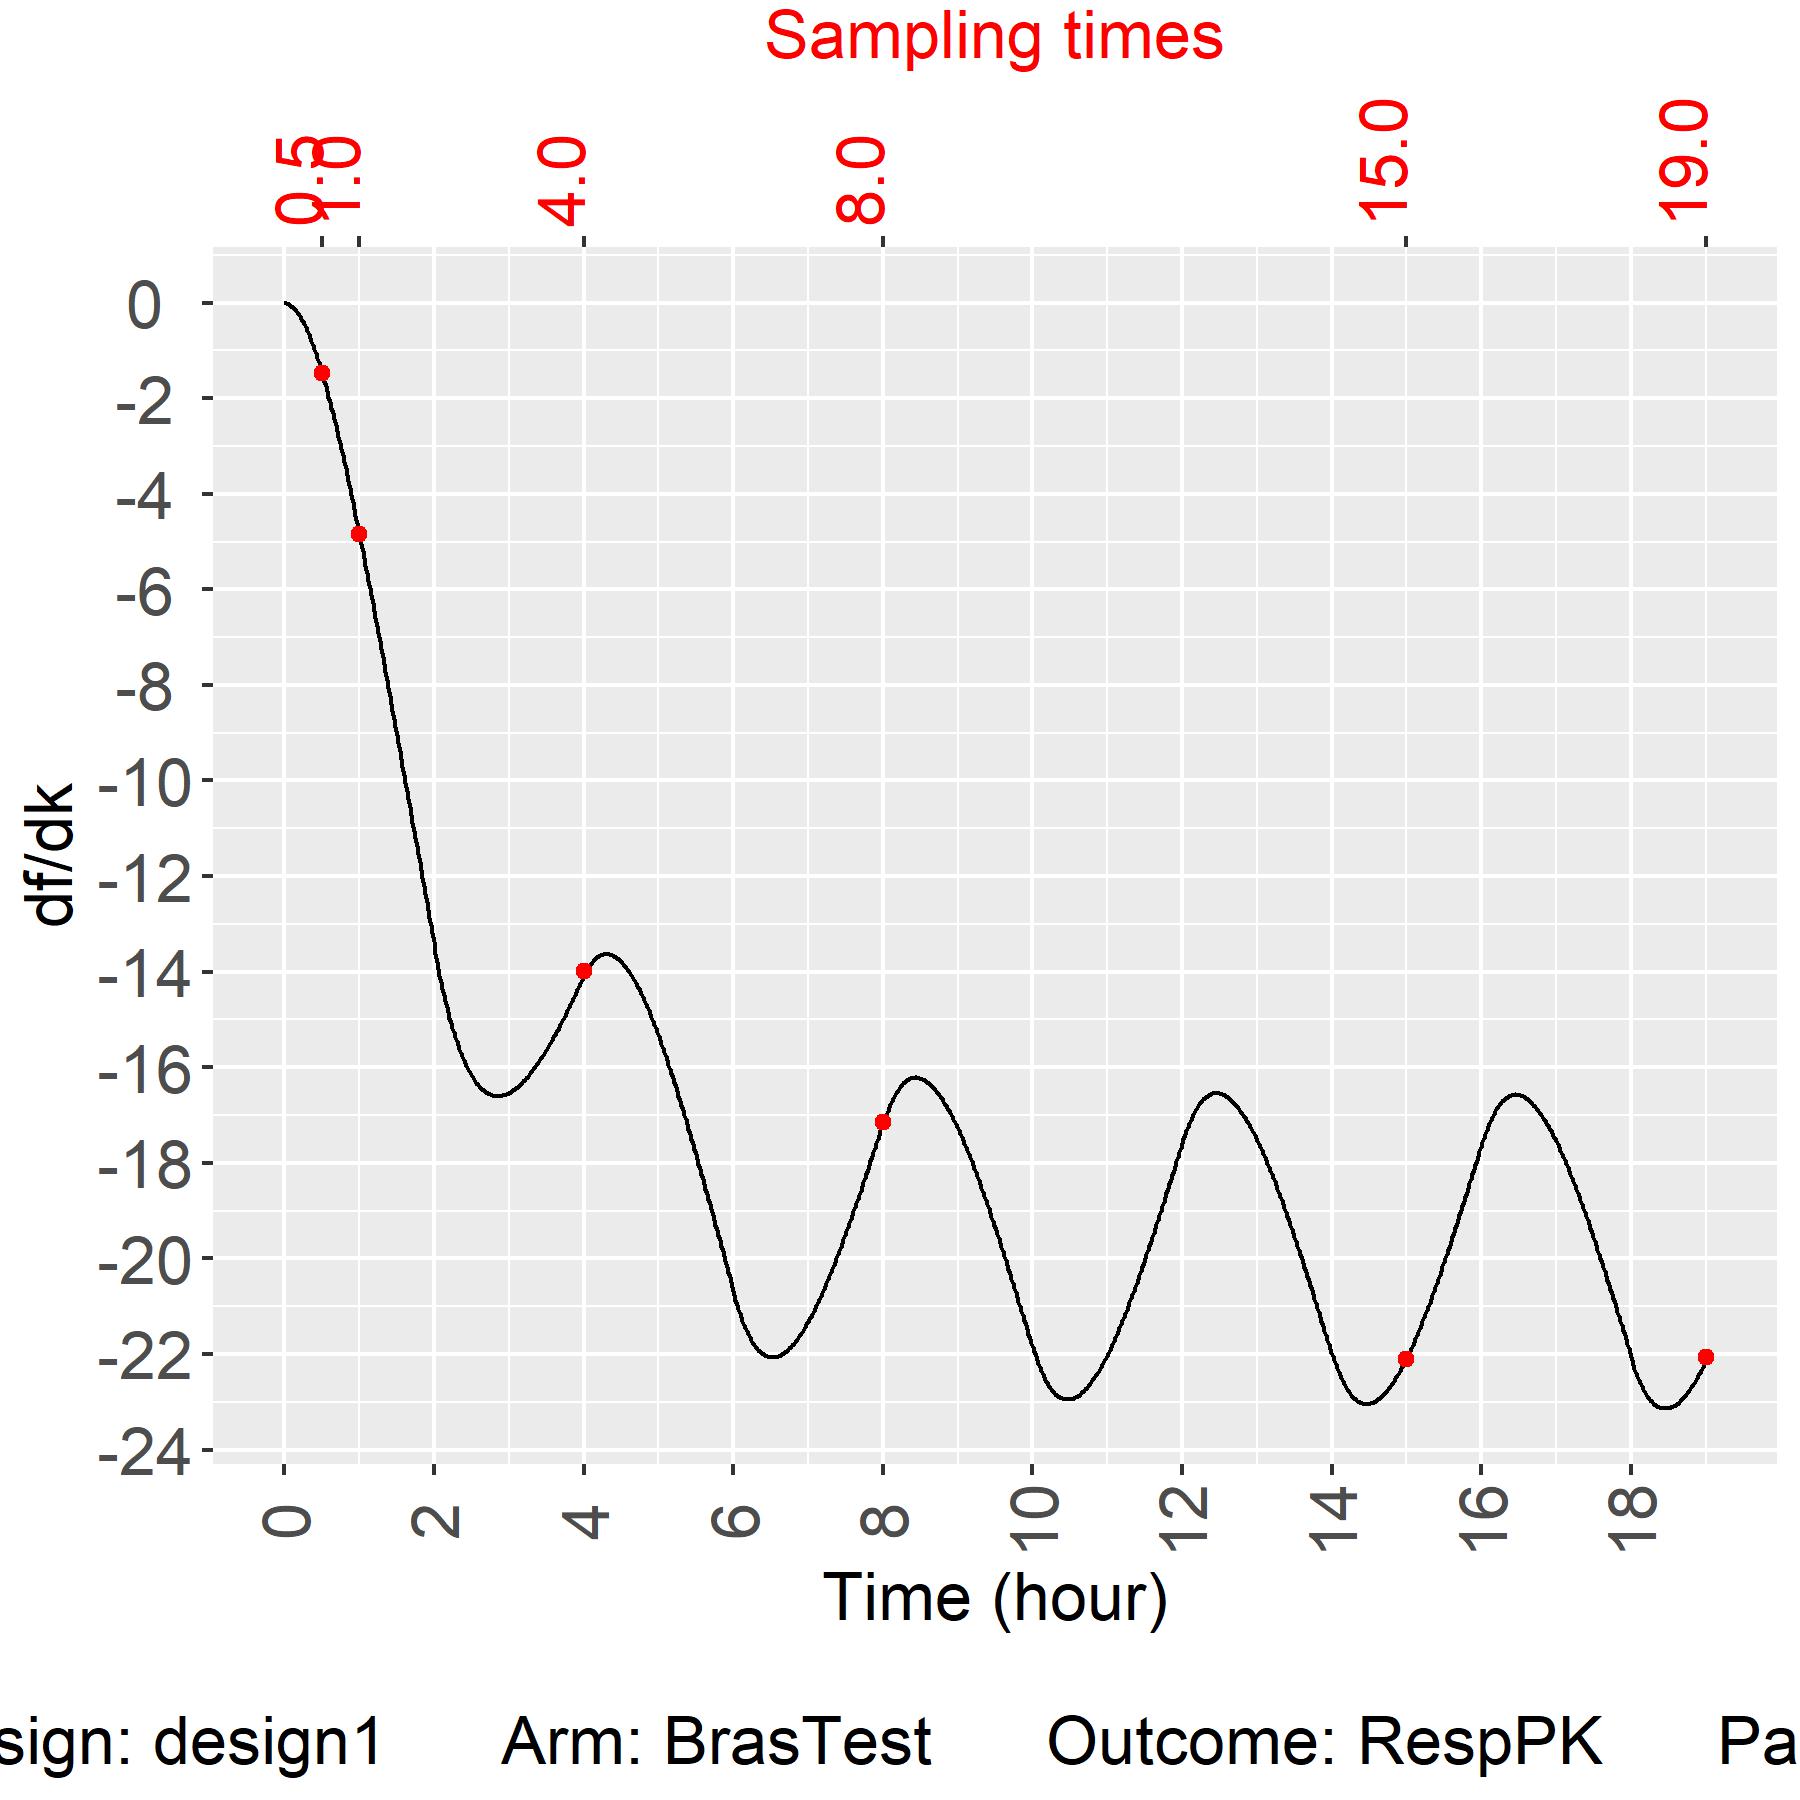 Sampling times
0.5 1.0 4.0 8.0 15.0 19.0
0
-2
-4
-6
-8
-10
-12
-14
-16
-18
-20
-22
-24
df/dk
0 2 4 6 8 10 12 14 16 18
Time (hour)
sign: design1 Arm: BrasTest Outcome: RespPK Pa